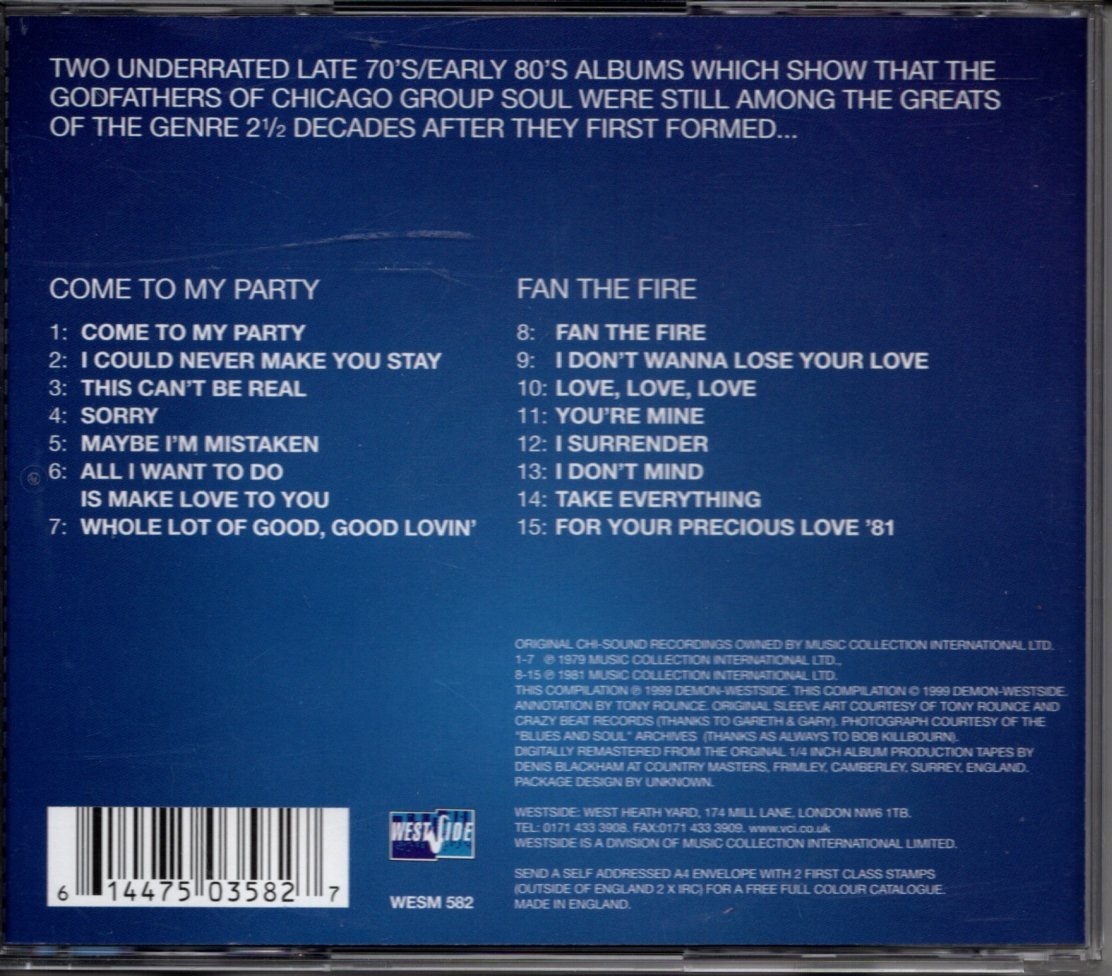 TWO UNDERRATED LATE 70'S/EARLY 80'S ALBUMS WHICH SHOW THAT THE
GODFATHERS OF CHICAGO GROUP SOUL WERE STILL AMONG THE GREATS
OF THE GENRE 2½ DECADES AFTER THEY FIRST FORMED...
COME TO MY PARTY
1: COME TO MY PARTY
2: I COULD NEVER MAKE YOU STAY
3: THIS CAN'T BE REAL
4: SORRY
5: MAYBE I'M MISTAKEN
6: ALL I WANT TO DO
IS MAKE LOVE TO YOU
7: WHOLE LOT OF GOOD, GOOD LOVIN'
FAN THE FIRE
8: FAN THE FIRE
9: I DON'T WANNA LOSE YOUR LOVE
10: LOVE, LOVE, LOVE
11: YOU'RE MINE
12: I SURRENDER
13: I DON'T MIND
14: TAKE EVERYTHING
15: FOR YOUR PRECIOUS LOVE '81
ORIGINAL CHI-SOUND RECORDINGS OWNED BY MUSIC COLLECTION INTERNATIONAL LTD.
1-7 ℗ 1979 MUSIC COLLECTION INTERNATIONAL LTD..
8-15 ℗ 1981 MUSIC COLLECTION INTERNATIONAL LTD.
THIS COMPILATION ℗ 1999 DEMON-WESTSIDE. THIS COMPILATION © 1999 DEMON-WESTSIDE.
ANNOTATION BY TONY ROUNCE. ORIGINAL SLEEVE ART COURTESY OF TONY ROUNCE AND
CRAZY BEAT RECORDS (THANKS TO GARETH & GARY). PHOTOGRAPH COURTESY OF THE
"BLUES AND SOUL" ARCHIVES (THANKS AS ALWAYS TO BOB KILLBOURN).
DIGITALLY REMASTERED FROM THE ORGINAL 1/4 INCH ALBUM PRODUCTION TAPES BY
DENIS BLACKHAM AT COUNTRY MASTERS, FRIMLEY, CAMBERLEY, SURREY, ENGLAND.
PACKAGE DESIGN BY UNKNOWN.
WESTSIDE: WEST HEATH YARD, 174 MILL LANE, LONDON NW6 1TB.
TEL: 0171 433 3908. FAX:0171 433 3909. www.vci.co.uk
WESTSIDE IS A DIVISION OF MUSIC COLLECTION INTERNATIONAL LIMITED.
SEND A SELF ADDRESSED A4 ENVELOPE WITH 2 FIRST CLASS STAMPS
(OUTSIDE OF ENGLAND 2 X IRC) FOR A FREE FULL COLOUR CATALOGUE.
MADE IN ENGLAND.
6 14475 03582 7
WESTSIDE
WESM 582